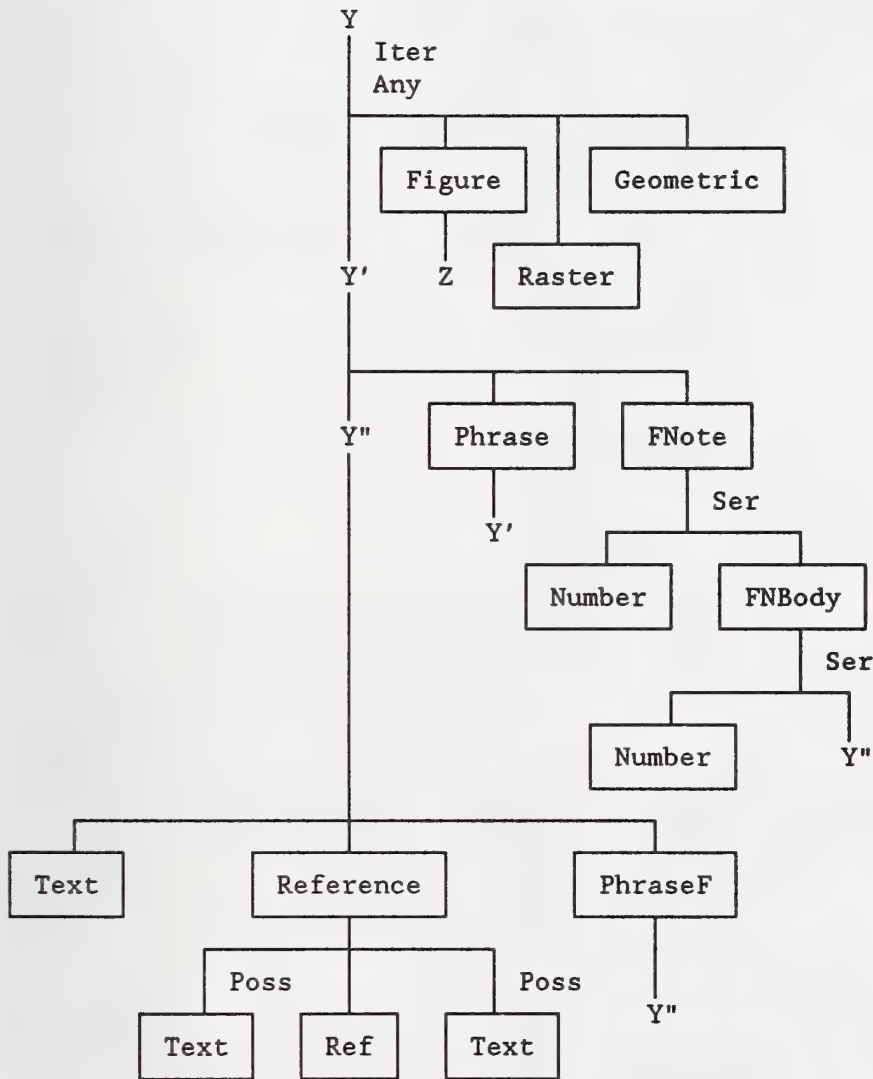 Y
Iter
Any
Figure
Geometric
Y'
Z
Raster
Y"
Phrase
FNote
Y'
Ser
Number
FNBody
Ser
Number
Y"
Text
Reference
PhraseF
Poss
Poss
Y"
Text
Ref
Text